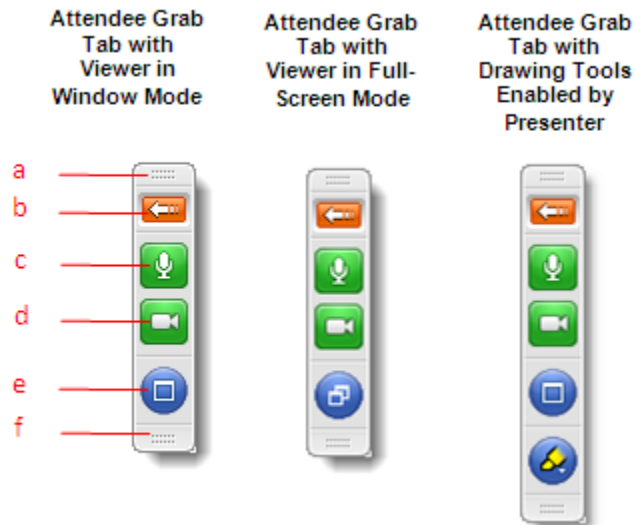 Attendee Grab
Tab with
Viewer in
Window Mode
Attendee Grab
Tab with
Viewer in Full-
Screen Mode
Attendee Grab
Tab with
Drawing Tools
Enabled by
Presenter
a
b
c
d
e
f